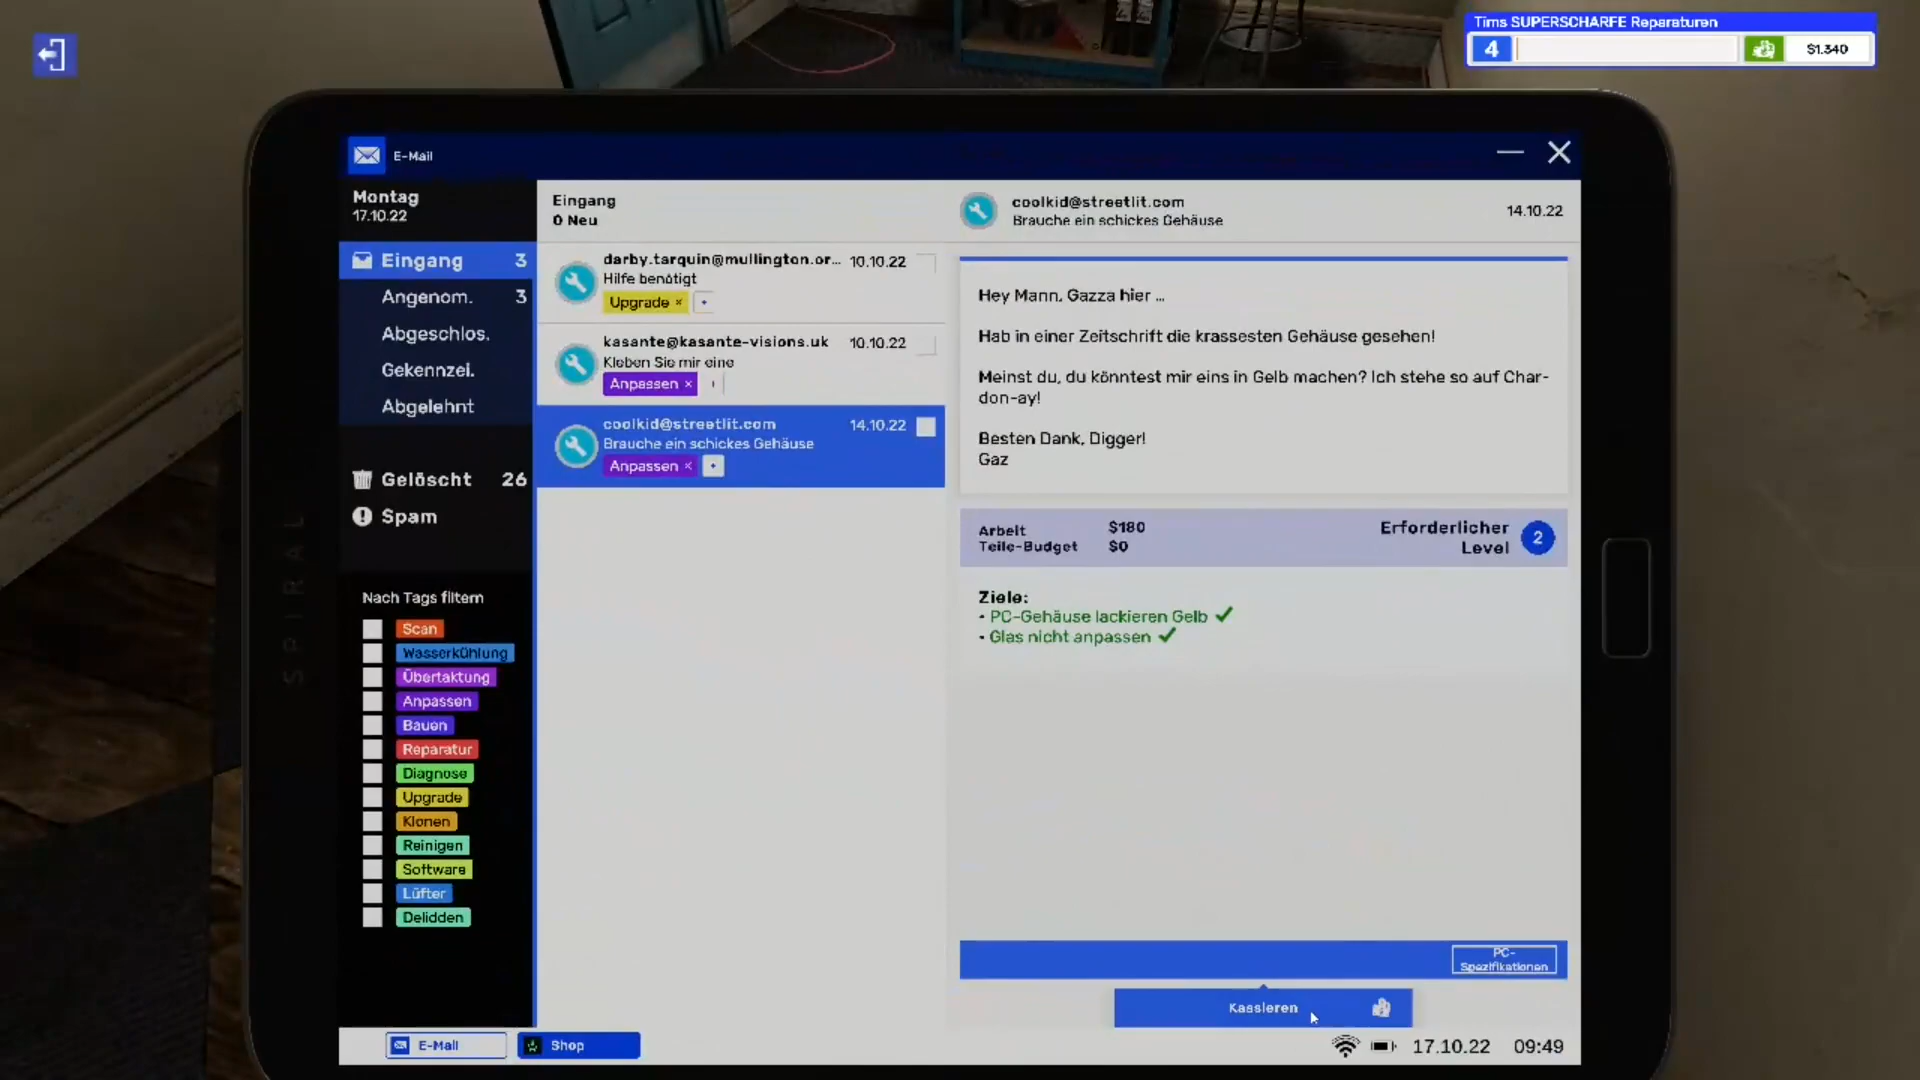 Tims SUPERSCHARFE Reparaturen
4
$1.340
E-Mail
Montag
17.10.22
Eingang 3
Angenom. 3
Abgeschlos.
Gekennzei.
Abgelehnt
Gelöscht 26
Spam
Nach Tags filtern
Scan
Wasserkühlung
Übertaktung
Anpassen
Bauen
Reparatur
Diagnose
Upgrade
Klonen
Reinigen
Software
Lüfter
Delidden
Eingang
0 Neu
darby.tarquin@mullington.or... 10.10.22
Hilfe benötigt
Upgrade × +
kasante@kasante-visions.uk 10.10.22
Kleben Sie mir eine
Anpassen × +
coolkid@streetlit.com 14.10.22
Brauche ein schickes Gehäuse
Anpassen × +
coolkid@streetlit.com
Brauche ein schickes Gehäuse
14.10.22
Hey Mann, Gazza hier ...
Hab in einer Zeitschrift die krassesten Gehäuse gesehen!
Meinst du, du könntest mir eins in Gelb machen? Ich stehe so auf Char-
don-ay!
Besten Dank, Digger!
Gaz
Arbeit $180
Teile-Budget $0
Erforderlicher
Level
2
Ziele:
• PC-Gehäuse lackieren Gelb ✓
• Glas nicht anpassen ✓
PC-
Spezifikationen
Kassieren
E-Mail
Shop
17.10.22 09:49
SPIRAL